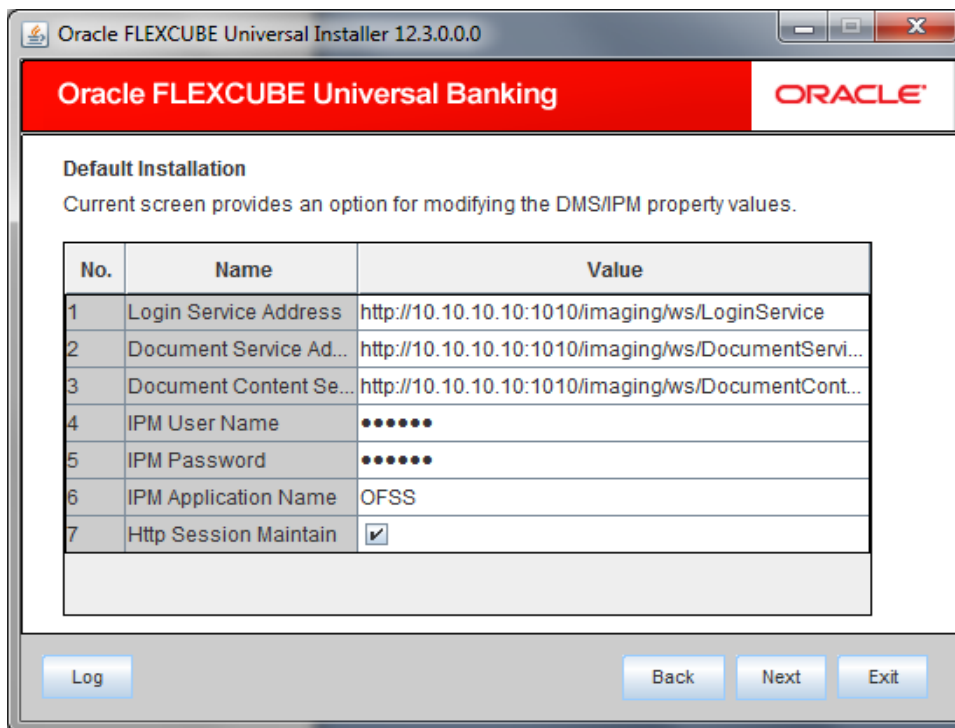 Oracle FLEXCUBE Universal Installer 12.3.0.0.0
Oracle FLEXCUBE Universal Banking
ORACLE
Default Installation
Current screen provides an option for modifying the DMS/IPM property values.
No. Name Value
1 Login Service Address http://10.10.10.10:1010/imaging/ws/LoginService
2 Document Service Ad... http://10.10.10.10:1010/imaging/ws/DocumentServi...
3 Document Content Se... http://10.10.10.10:1010/imaging/ws/DocumentCont...
4 IPM User Name ●●●●●●
5 IPM Password ●●●●●●
6 IPM Application Name OFSS
7 Http Session Maintain
Log Back Next Exit